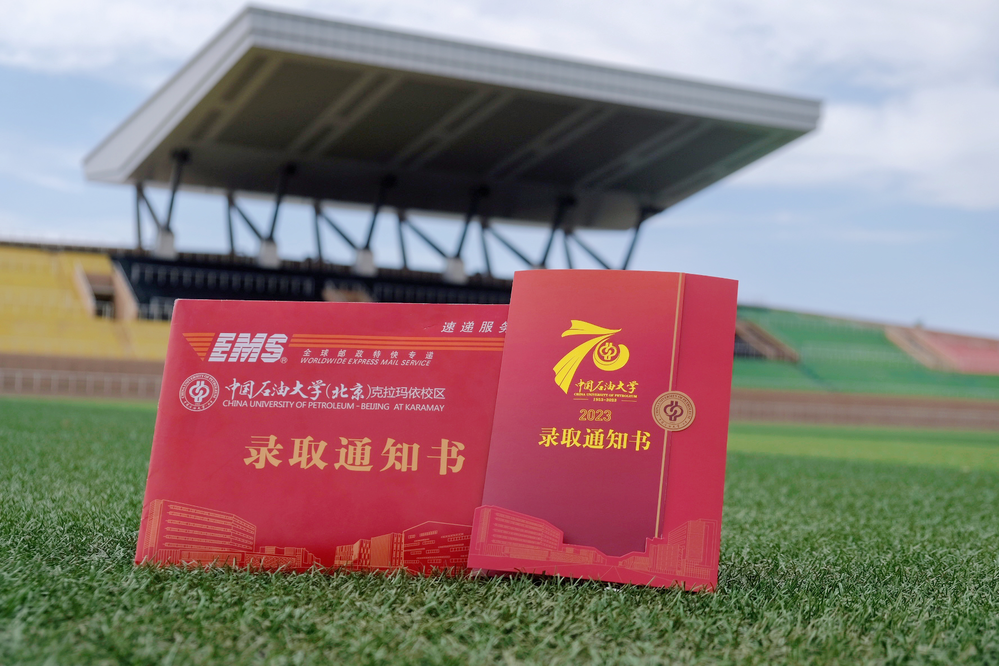 速递服务
EMS®
全球邮政特快专递
WORLDWIDE EXPRESS MAIL SERVICE
中国石油大学(北京)克拉玛依校区
CHINA UNIVERSITY OF PETROLEUM - BEIJING AT KARAMAY
录取通知书
70
中国石油大学
CHINA UNIVERSITY OF PETROLEUM
1953-2023
2023
录取通知书